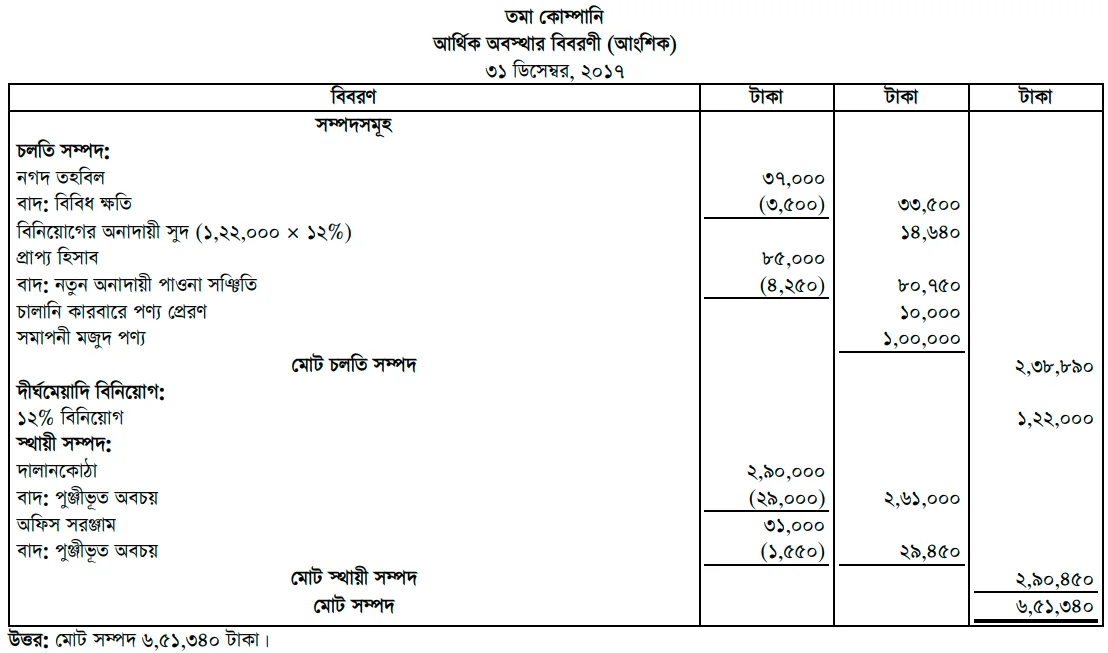 তমা কোম্পানি
আর্থিক অবস্থার বিবরণী (আংশিক)
৩১ ডিসেম্বর, ২০১৭
বিবরণ টাকা টাকা টাকা
সম্পদসমূহ
চলতি সম্পদ:
নগদ তহবিল ৩৭,০০০
বাদ: বিবিধ ক্ষতি (৩,৫০০) ৩৩,৫০০
বিনিয়োগের অনাদায়ী সুদ (১,২২,০০০ × ১২%) ১৪,৬৪০
প্রাপ্য হিসাব ৮৫,০০০
বাদ: নতুন অনাদায়ী পাওনা সঞ্চিতি (৪,২৫০) ৮০,৭৫০
চালানি কারবারে পণ্য প্রেরণ ১০,০০০
সমাপনী মজুদ পণ্য ১,০০,০০০
মোট চলতি সম্পদ ২,৩৮,৮৯০
দীর্ঘমেয়াদি বিনিয়োগ:
১২% বিনিয়োগ ১,২২,০০০
স্থায়ী সম্পদ:
দালানকোঠা ২,৯০,০০০
বাদ: পুঞ্জীভূত অবচয় (২৯,০০০) ২,৬১,০০০
অফিস সরঞ্জাম ৩১,০০০
বাদ: পুঞ্জীভূত অবচয় (১,৫৫০) ২৯,৪৫০
মোট স্থায়ী সম্পদ ২,৯০,৪৫০
মোট সম্পদ ৬,৫১,৩৪০
উত্তর: মোট সম্পদ ৬,৫১,৩৪০ টাকা।